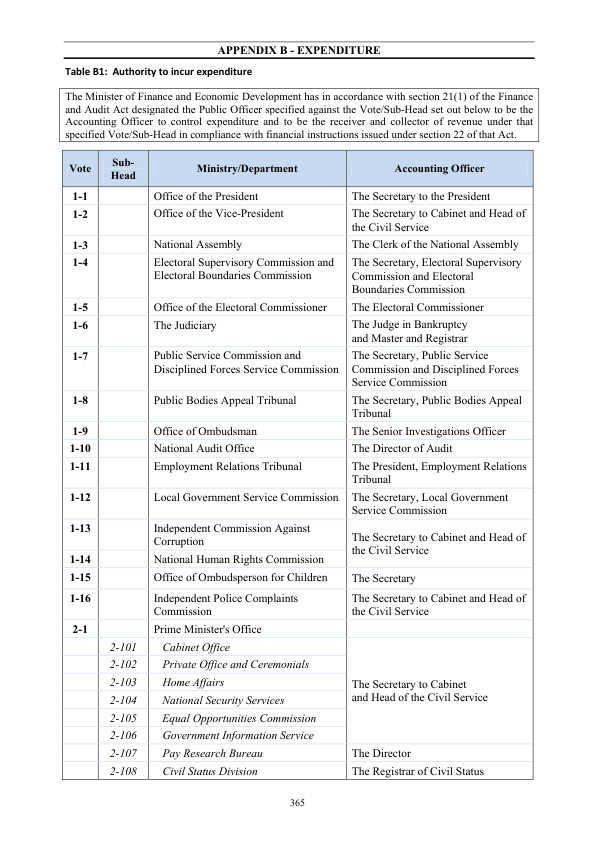 APPENDIX B - EXPENDITURE
Table B1: Authority to incur expenditure
The Minister of Finance and Economic Development has in accordance with section 21(1) of the Finance
and Audit Act designated the Public Officer specified against the Vote/Sub-Head set out below to be the
Accounting Officer to control expenditure and to be the receiver and collector of revenue under that
specified Vote/Sub-Head in compliance with financial instructions issued under section 22 of that Act.
Vote Sub-Head Ministry/Department Accounting Officer
1-1 Office of the President The Secretary to the President
1-2 Office of the Vice-President The Secretary to Cabinet and Head of
the Civil Service
1-3 National Assembly The Clerk of the National Assembly
1-4 Electoral Supervisory Commission and The Secretary, Electoral Supervisory
Electoral Boundaries Commission Commission and Electoral
Boundaries Commission
1-5 Office of the Electoral Commissioner The Electoral Commissioner
1-6 The Judiciary The Judge in Bankruptcy
and Master and Registrar
1-7 Public Service Commission and The Secretary, Public Service
Disciplined Forces Service Commission Commission and Disciplined Forces
Service Commission
1-8 Public Bodies Appeal Tribunal The Secretary, Public Bodies Appeal
Tribunal
1-9 Office of Ombudsman The Senior Investigations Officer
1-10 National Audit Office The Director of Audit
1-11 Employment Relations Tribunal The President, Employment Relations
Tribunal
1-12 Local Government Service Commission The Secretary, Local Government
Service Commission
1-13 Independent Commission Against
Corruption
The Secretary to Cabinet and Head of
the Civil Service
1-14 National Human Rights Commission
1-15 Office of Ombudsperson for Children The Secretary
1-16 Independent Police Complaints The Secretary to Cabinet and Head of
Commission the Civil Service
2-1 Prime Minister's Office
2-101 Cabinet Office
2-102 Private Office and Ceremonials
2-103 Home Affairs
The Secretary to Cabinet
and Head of the Civil Service
2-104 National Security Services
2-105 Equal Opportunities Commission
2-106 Government Information Service
2-107 Pay Research Bureau The Director
2-108 Civil Status Division The Registrar of Civil Status
365